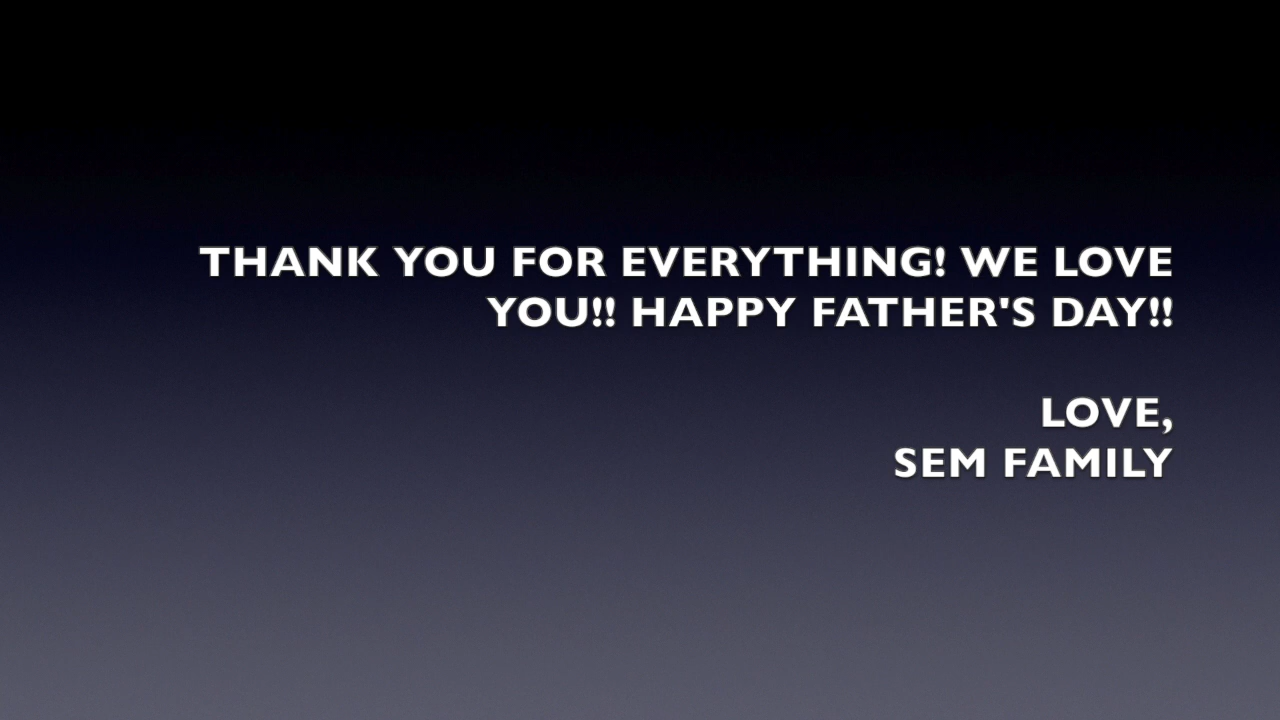 THANK YOU FOR EVERYTHING! WE LOVE
YOU!! HAPPY FATHER'S DAY!!
LOVE,
SEM FAMILY